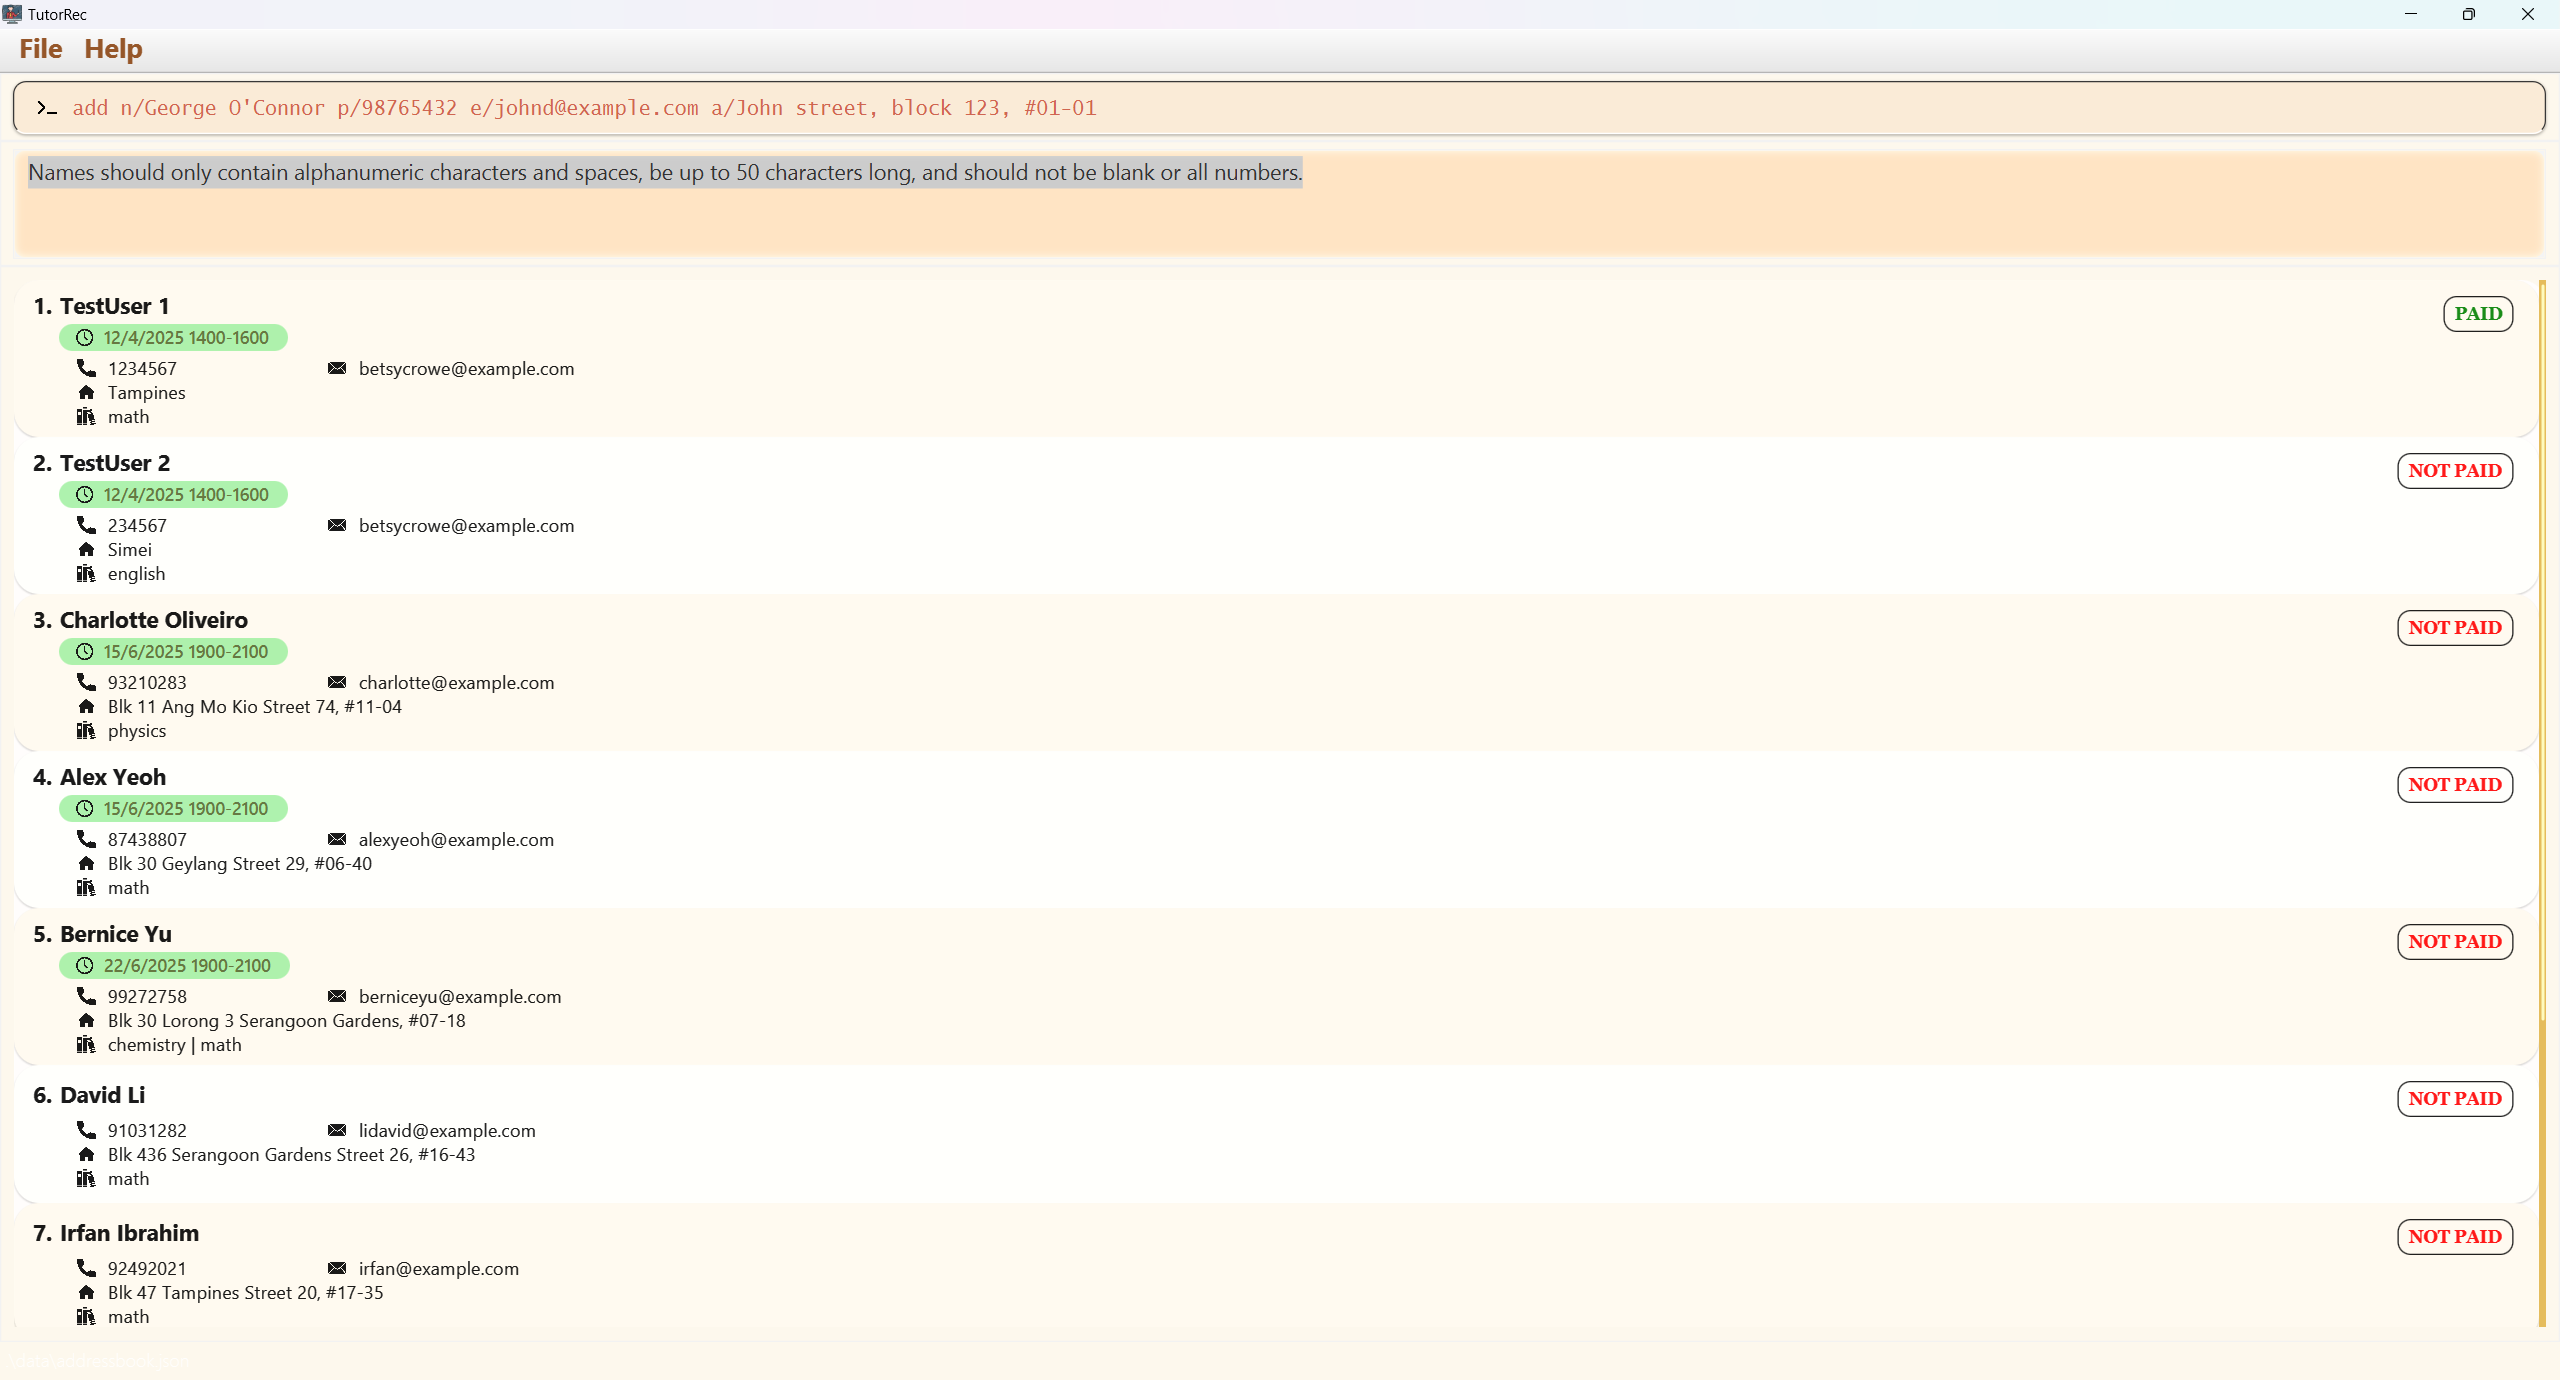 TutorRec
File Help
>_ add n/George O'Connor p/98765432 e/johnd@example.com a/John street, block 123, #01-01
Names should only contain alphanumeric characters and spaces, be up to 50 characters long, and should not be blank or all numbers.
1. TestUser 1 PAID
12/4/2025 1400-1600
1234567 betsycrowe@example.com
Tampines
math
2. TestUser 2 NOT PAID
12/4/2025 1400-1600
234567 betsycrowe@example.com
Simei
english
3. Charlotte Oliveiro NOT PAID
15/6/2025 1900-2100
93210283 charlotte@example.com
Blk 11 Ang Mo Kio Street 74, #11-04
physics
4. Alex Yeoh NOT PAID
15/6/2025 1900-2100
87438807 alexyeoh@example.com
Blk 30 Geylang Street 29, #06-40
math
5. Bernice Yu NOT PAID
22/6/2025 1900-2100
99272758 berniceyu@example.com
Blk 30 Lorong 3 Serangoon Gardens, #07-18
chemistry | math
6. David Li NOT PAID
91031282 lidavid@example.com
Blk 436 Serangoon Gardens Street 26, #16-43
math
7. Irfan Ibrahim NOT PAID
92492021 irfan@example.com
Blk 47 Tampines Street 20, #17-35
math